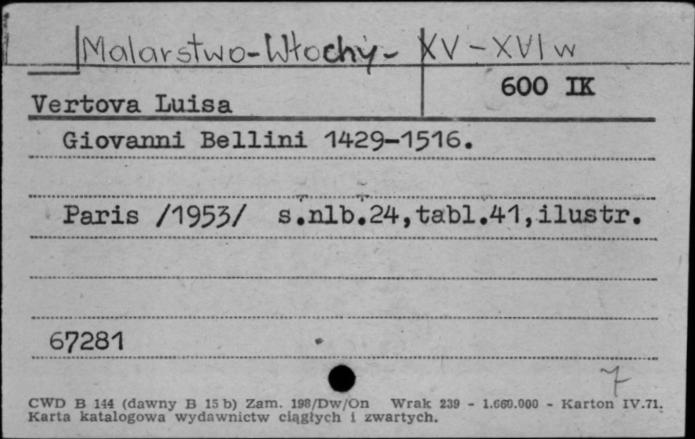 Malarstwo-Włochy- XV-XVI w
600 IK
Vertova Luisa
Giovanni Bellini 1429-1516.
Paris /1953/ s.nlb.24,tabl.41,ilustr.
67281
7
CWD B 144 (dawny B 15 b) Zam. 198/Dw/On Wrak 239 - 1.660.000 - Karton IV.71.
Karta katalogowa wydawnictw ciągłych i zwartych.